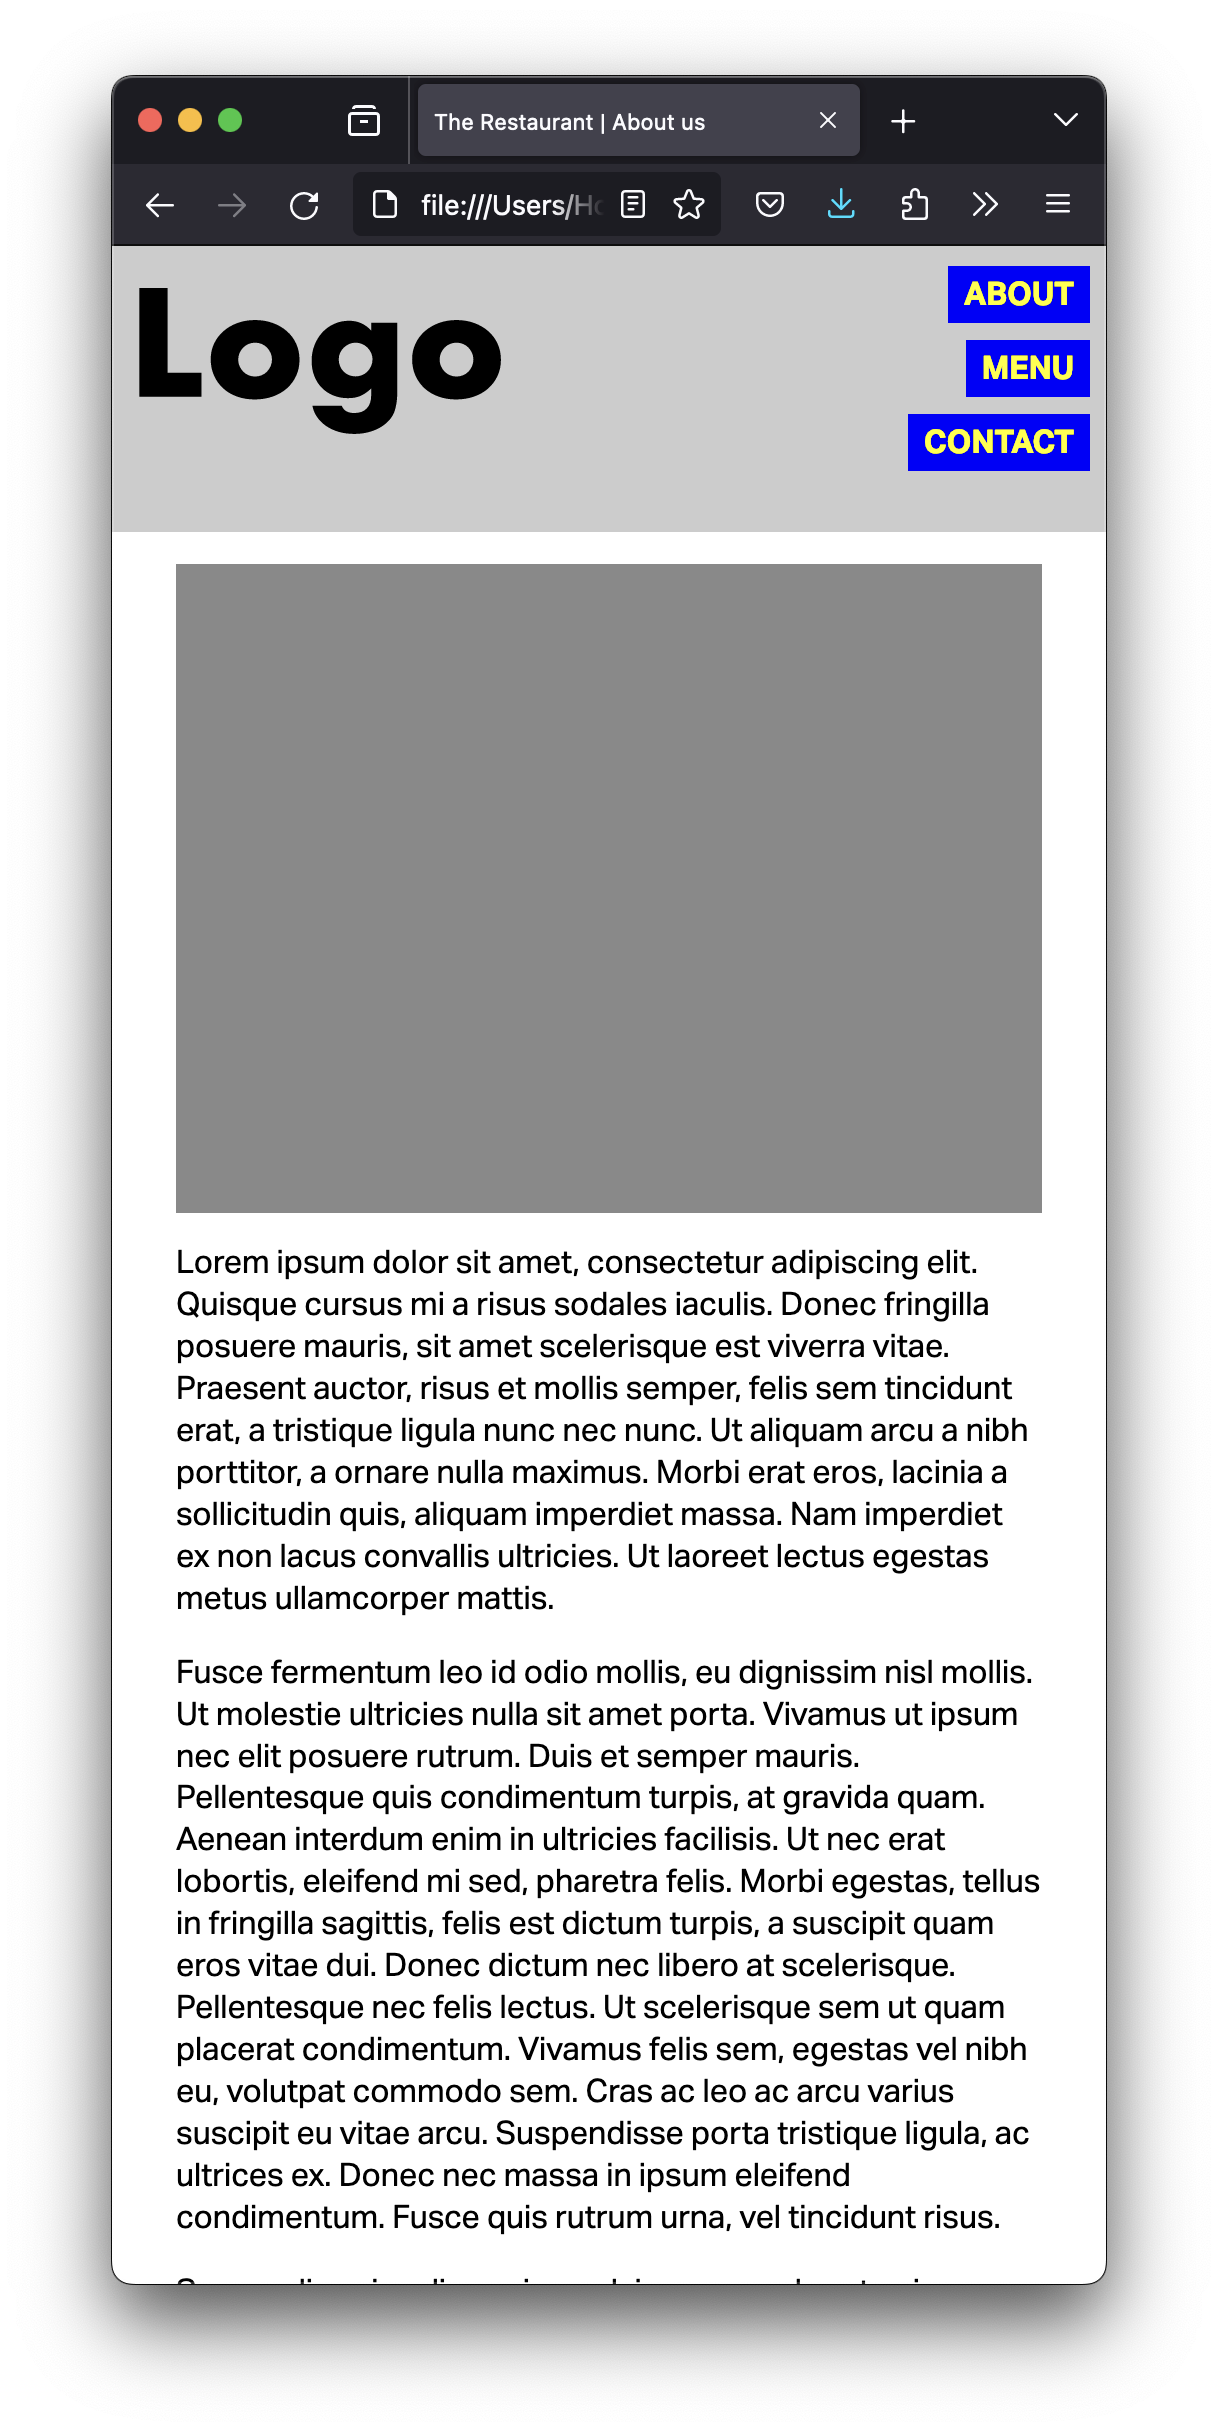 The Restaurant | About us
file:///Users/Ho
Logo
ABOUT
MENU
CONTACT
Lorem ipsum dolor sit amet, consectetur adipiscing elit.
Quisque cursus mi a risus sodales iaculis. Donec fringilla
posuere mauris, sit amet scelerisque est viverra vitae.
Praesent auctor, risus et mollis semper, felis sem tincidunt
erat, a tristique ligula nunc nec nunc. Ut aliquam arcu a nibh
porttitor, a ornare nulla maximus. Morbi erat eros, lacinia a
sollicitudin quis, aliquam imperdiet massa. Nam imperdiet
ex non lacus convallis ultricies. Ut laoreet lectus egestas
metus ullamcorper mattis.
Fusce fermentum leo id odio mollis, eu dignissim nisl mollis.
Ut molestie ultricies nulla sit amet porta. Vivamus ut ipsum
nec elit posuere rutrum. Duis et semper mauris.
Pellentesque quis condimentum turpis, at gravida quam.
Aenean interdum enim in ultricies facilisis. Ut nec erat
lobortis, eleifend mi sed, pharetra felis. Morbi egestas, tellus
in fringilla sagittis, felis est dictum turpis, a suscipit quam
eros vitae dui. Donec dictum nec libero at scelerisque.
Pellentesque nec felis lectus. Ut scelerisque sem ut quam
placerat condimentum. Vivamus felis sem, egestas vel nibh
eu, volutpat commodo sem. Cras ac leo ac arcu varius
suscipit eu vitae arcu. Suspendisse porta tristique ligula, ac
ultrices ex. Donec nec massa in ipsum eleifend
condimentum. Fusce quis rutrum urna, vel tincidunt risus.